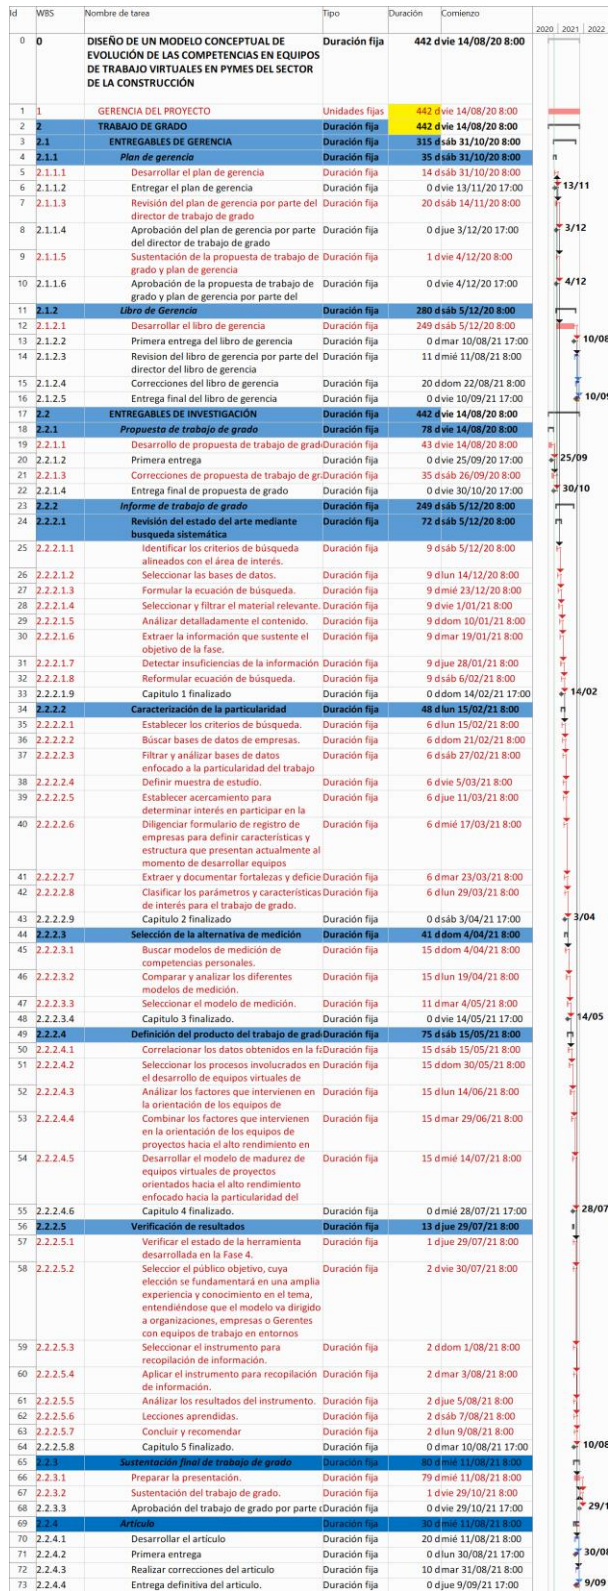 Id WBS Nombre de tarea Tipo Duración Comienzo
2020 2021 2022
0 0 DISEÑO DE UN MODELO CONCEPTUAL DE Duración fija 442 d vie 14/08/20 8:00
EVOLUCIÓN DE LAS COMPETENCIAS EN EQUIPOS
DE TRABAJO VIRTUALES EN PYMES DEL SECTOR
DE LA CONSTRUCCIÓN
1 1 GERENCIA DEL PROYECTO Unidades fijas 442 d vie 14/08/20 8:00
2 2 TRABAJO DE GRADO Duración fija 442 d vie 14/08/20 8:00
3 2.1 ENTREGABLES DE GERENCIA Duración fija 315 d sáb 31/10/20 8:00
4 2.1.1 Plan de gerencia Duración fija 35 d sáb 31/10/20 8:00
5 2.1.1.1 Desarrollar el plan de gerencia Duración fija 14 d sáb 31/10/20 8:00
6 2.1.1.2 Entregar el plan de gerencia Duración fija 0 d vie 13/11/20 17:00 13/11
7 2.1.1.3 Revisión del plan de gerencia por parte del Duración fija 20 d sáb 14/11/20 8:00
director de trabajo de grado
8 2.1.1.4 Aprobación del plan de gerencia por parte Duración fija 0 d jue 3/12/20 17:00 3/12
del director de trabajo de grado
9 2.1.1.5 Sustentación de la propuesta de trabajo de Duración fija 1 d vie 4/12/20 8:00
grado y plan de gerencia
10 2.1.1.6 Aprobación de la propuesta de trabajo de Duración fija 0 d vie 4/12/20 17:00 4/12
grado y plan de gerencia por parte del
11 2.1.2 Libro de Gerencia Duración fija 280 d sáb 5/12/20 8:00
12 2.1.2.1 Desarrollar el libro de gerencia Duración fija 249 d sáb 5/12/20 8:00
13 2.1.2.2 Primera entrega del libro de gerencia Duración fija 0 d mar 10/08/21 17:00 10/08
14 2.1.2.3 Revision del libro de gerencia por parte del Duración fija 11 d mié 11/08/21 8:00
director del libro de gerencia
15 2.1.2.4 Correcciones del libro de gerencia Duración fija 20 d dom 22/08/21 8:00
16 2.1.2.5 Entrega final del libro de gerencia Duración fija 0 d vie 10/09/21 17:00 10/09
17 2.2 ENTREGABLES DE INVESTIGACIÓN Duración fija 442 d vie 14/08/20 8:00
18 2.2.1 Propuesta de trabajo de grado Duración fija 78 d vie 14/08/20 8:00
19 2.2.1.1 Desarrollo de propuesta de trabajo de grad Duración fija 43 d vie 14/08/20 8:00
20 2.2.1.2 Primera entrega Duración fija 0 d vie 25/09/20 17:00 25/09
21 2.2.1.3 Correcciones de propuesta de trabajo de gr Duración fija 35 d sáb 26/09/20 8:00
22 2.2.1.4 Entrega final de propuesta de grado Duración fija 0 d vie 30/10/20 17:00 30/10
23 2.2.2 Informe de trabajo de grado Duración fija 249 d sáb 5/12/20 8:00
24 2.2.2.1 Revisión del estado del arte mediante Duración fija 72 d sáb 5/12/20 8:00
busqueda sistemática
25 2.2.2.1.1 Identificar los criterios de búsqueda Duración fija 9 d sáb 5/12/20 8:00
alineados con el área de interés.
26 2.2.2.1.2 Seleccionar las bases de datos. Duración fija 9 d lun 14/12/20 8:00
27 2.2.2.1.3 Formular la ecuación de búsqueda. Duración fija 9 d mié 23/12/20 8:00
28 2.2.2.1.4 Seleccionar y filtrar el material relevante. Duración fija 9 d vie 1/01/21 8:00
29 2.2.2.1.5 Análizar detalladamente el contenido. Duración fija 9 d dom 10/01/21 8:00
30 2.2.2.1.6 Extraer la información que sustente el Duración fija 9 d mar 19/01/21 8:00
objetivo de la fase.
31 2.2.2.1.7 Detectar insuficiencias de la información Duración fija 9 d jue 28/01/21 8:00
32 2.2.2.1.8 Reformular ecuación de búsqueda. Duración fija 9 d sáb 6/02/21 8:00
33 2.2.2.1.9 Capitulo 1 finalizado Duración fija 0 d dom 14/02/21 17:00 14/02
34 2.2.2.2 Caracterización de la particularidad Duración fija 48 d lun 15/02/21 8:00
35 2.2.2.2.1 Establecer los criterios de búsqueda. Duración fija 6 d lun 15/02/21 8:00
36 2.2.2.2.2 Búscar bases de datos de empresas. Duración fija 6 d dom 21/02/21 8:00
37 2.2.2.2.3 Filtrar y análizar bases de datos Duración fija 6 d sáb 27/02/21 8:00
enfocado a la particularidad del trabajo
38 2.2.2.2.4 Definir muestra de estudio. Duración fija 6 d vie 5/03/21 8:00
39 2.2.2.2.5 Establecer acercamiento para Duración fija 6 d jue 11/03/21 8:00
determinar interés en participar en la
40 2.2.2.2.6 Diligenciar formulario de registro de Duración fija 6 d mié 17/03/21 8:00
empresas para definir características y
estructura que presentan actualmente al
momento de desarrollar equipos
41 2.2.2.2.7 Extraer y documentar fortalezas y deficie Duración fija 6 d mar 23/03/21 8:00
42 2.2.2.2.8 Clasificar los parámetros y características Duración fija 6 d lun 29/03/21 8:00
de interés para el trabajo de grado.
43 2.2.2.2.9 Capitulo 2 finalizado Duración fija 0 d sáb 3/04/21 17:00 3/04
44 2.2.2.3 Selección de la alternativa de medición Duración fija 41 d dom 4/04/21 8:00
45 2.2.2.3.1 Buscar modelos de medición de Duración fija 15 d dom 4/04/21 8:00
competencias personales.
46 2.2.2.3.2 Comparar y analizar los diferentes Duración fija 15 d lun 19/04/21 8:00
modelos de medición.
47 2.2.2.3.3 Seleccionar el modelo de medición. Duración fija 11 d mar 4/05/21 8:00
48 2.2.2.3.4 Capitulo 3 finalizado. Duración fija 0 d vie 14/05/21 17:00 14/05
49 2.2.2.4 Definición del producto del trabajo de grad Duración fija 75 d sáb 15/05/21 8:00
50 2.2.2.4.1 Correlacionar los datos obtenidos en la fa Duración fija 15 d sáb 15/05/21 8:00
51 2.2.2.4.2 Seleccionar los procesos involucrados en Duración fija 15 d dom 30/05/21 8:00
el desarrollo de equipos virtuales de
52 2.2.2.4.3 Análizar los factores que intervienen en Duración fija 15 d lun 14/06/21 8:00
la orientación de los equipos de
53 2.2.2.4.4 Combinar los factores que intervienen Duración fija 15 d mar 29/06/21 8:00
en la orientación de los equipos de
proyectos hacia el alto rendimiento en
54 2.2.2.4.5 Desarrollar el modelo de madurez de Duración fija 15 d mié 14/07/21 8:00
equipos virtuales de proyectos
orientados hacia el alto rendimiento
enfocado hacia la particularidad del
55 2.2.2.4.6 Capitulo 4 finalizado. Duración fija 0 d mié 28/07/21 17:00 28/07
56 2.2.2.5 Verificación de resultados Duración fija 13 d jue 29/07/21 8:00
57 2.2.2.5.1 Verificar el estado de la herramienta Duración fija 1 d jue 29/07/21 8:00
desarrollada en la Fase 4.
58 2.2.2.5.2 Seleccior el público objetivo, cuya Duración fija 2 d vie 30/07/21 8:00
elección se fundamentará en una amplia
experiencia y conocimiento en el tema,
entendiéndose que el modelo va dirigido
a organizaciones, empresas o Gerentes
con equipos de trabajo en entornos
59 2.2.2.5.3 Seleccionar el instrumento para Duración fija 2 d dom 1/08/21 8:00
recopilación de información.
60 2.2.2.5.4 Aplicar el instrumento para recopilación Duración fija 2 d mar 3/08/21 8:00
de información.
61 2.2.2.5.5 Análizar los resultados del instrumento. Duración fija 2 d jue 5/08/21 8:00
62 2.2.2.5.6 Lecciones aprendidas. Duración fija 2 d sáb 7/08/21 8:00
63 2.2.2.5.7 Concluir y recomendar Duración fija 2 d lun 9/08/21 8:00
64 2.2.2.5.8 Capitulo 5 finalizado. Duración fija 0 d mar 10/08/21 17:00 10/08
65 2.2.3 Sustentación final de trabajo de grado Duración fija 80 d mié 11/08/21 8:00
66 2.2.3.1 Preparar la presentación. Duración fija 79 d mié 11/08/21 8:00
67 2.2.3.2 Sustentación del trabajo de grado. Duración fija 1 d vie 29/10/21 8:00
68 2.2.3.3 Aprobación del trabajo de grado por parte d Duración fija 0 d vie 29/10/21 17:00 29/1
69 2.2.4 Artículo Duración fija 30 d mié 11/08/21 8:00
70 2.2.4.1 Desarrollar el artículo Duración fija 20 d mié 11/08/21 8:00
71 2.2.4.2 Primera entrega Duración fija 0 d lun 30/08/21 17:00 30/08
72 2.2.4.3 Realizar correcciones del articulo Duración fija 10 d mar 31/08/21 8:00
73 2.2.4.4 Entrega definitiva del articulo. Duración fija 0 d jue 9/09/21 17:00 9/09